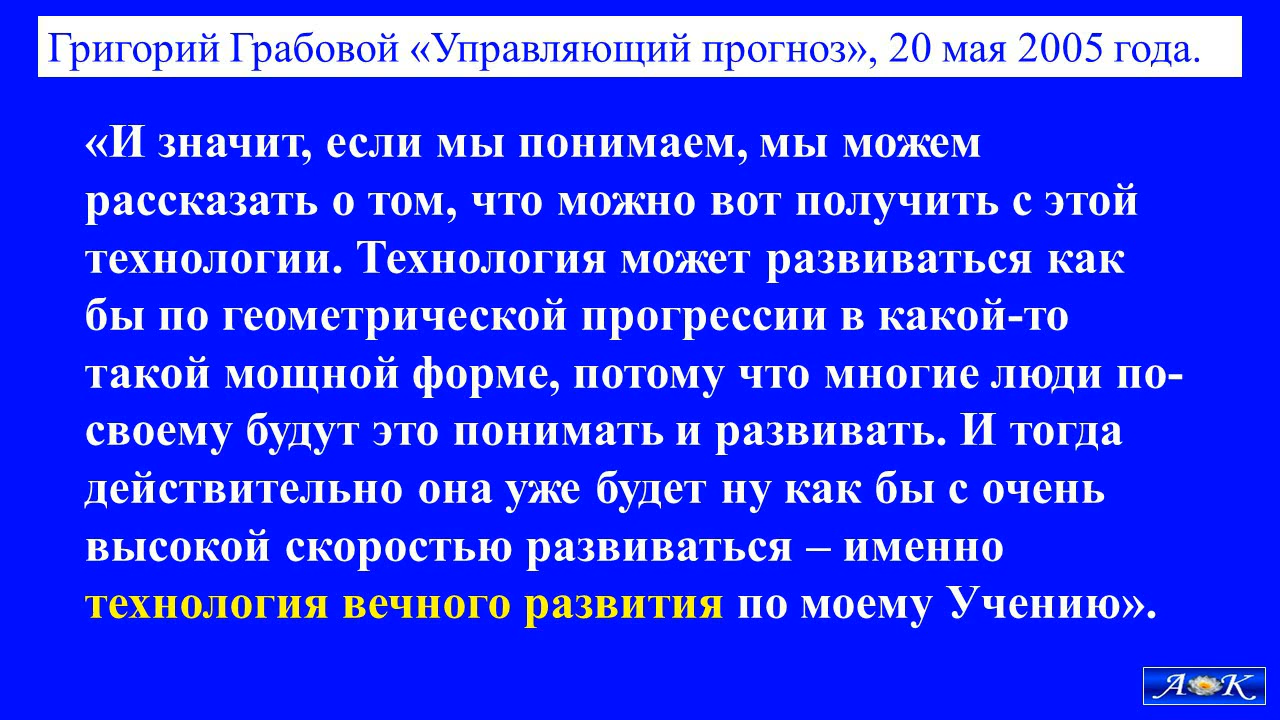 Григорий Грабовой «Управляющий прогноз», 20 мая 2005 года.
«И значит, если мы понимаем, мы можем
рассказать о том, что можно вот получить с этой
технологии. Технология может развиваться как
бы по геометрической прогрессии в какой-то
такой мощной форме, потому что многие люди по-
своему будут это понимать и развивать. И тогда
действительно она уже будет ну как бы с очень
высокой скоростью развиваться – именно
технология вечного развития по моему Учению».
А К